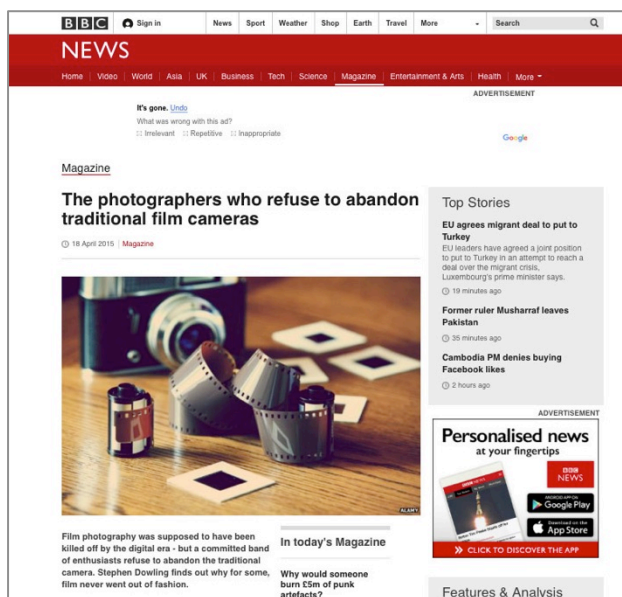 BBC Sign in News Sport Weather Shop Earth Travel More Search
NEWS
Home Video World Asia UK Business Tech Science Magazine Entertainment & Arts Health More
ADVERTISEMENT
It's gone. Undo
What was wrong with this ad?
Irrelevant Repetitive Inappropriate
Google
Magazine
The photographers who refuse to abandon
traditional film cameras
18 April 2015 Magazine
ALAMY
Film photography was supposed to have been
killed off by the digital era - but a committed band
of enthusiasts refuse to abandon the traditional
camera. Stephen Dowling finds out why for some,
film never went out of fashion.
In today's Magazine
Why would someone
burn £5m of punk
artefacts?
Top Stories
EU agrees migrant deal to put to
Turkey
EU leaders have agreed a joint position
to put to Turkey in an attempt to reach a
deal over the migrant crisis,
Luxembourg's prime minister says.
19 minutes ago
Former ruler Musharraf leaves
Pakistan
35 minutes ago
Cambodia PM denies buying
Facebook likes
2 hours ago
ADVERTISEMENT
Personalised news
at your fingertips
BBC
NEWS
ANDROID APP ON
Google Play
Download on the
App Store
CLICK TO DISCOVER THE APP
Features & Analysis